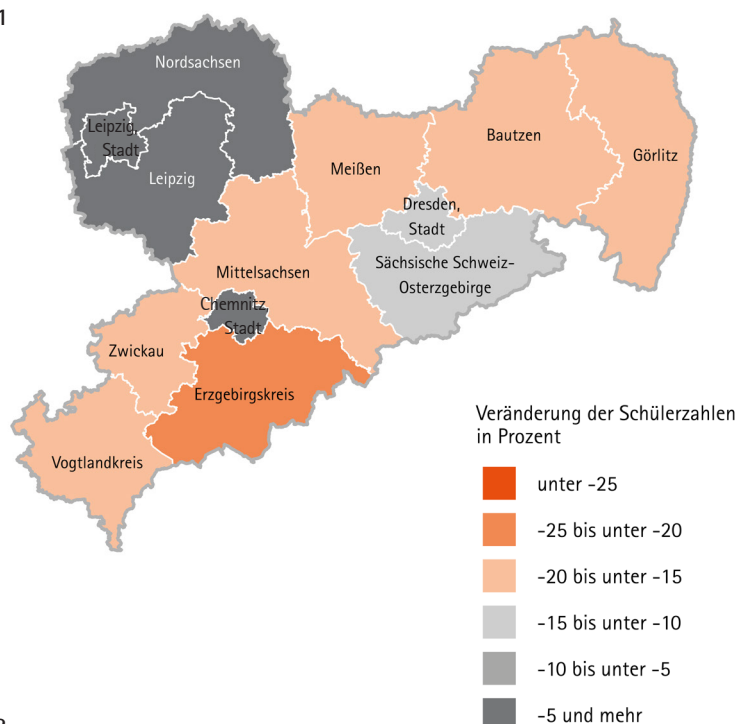 1
Nordsachsen
Leipzig,
Stadt
Leipzig
Meißen
Bautzen
Görlitz
Dresden,
Stadt
Sächsische Schweiz-
Osterzgebirge
Mittelsachsen
Chemnitz,
Stadt
Zwickau
Erzgebirgskreis
Vogtlandkreis
Veränderung der Schülerzahlen
in Prozent
unter -25
-25 bis unter -20
-20 bis unter -15
-15 bis unter -10
-10 bis unter -5
-5 und mehr